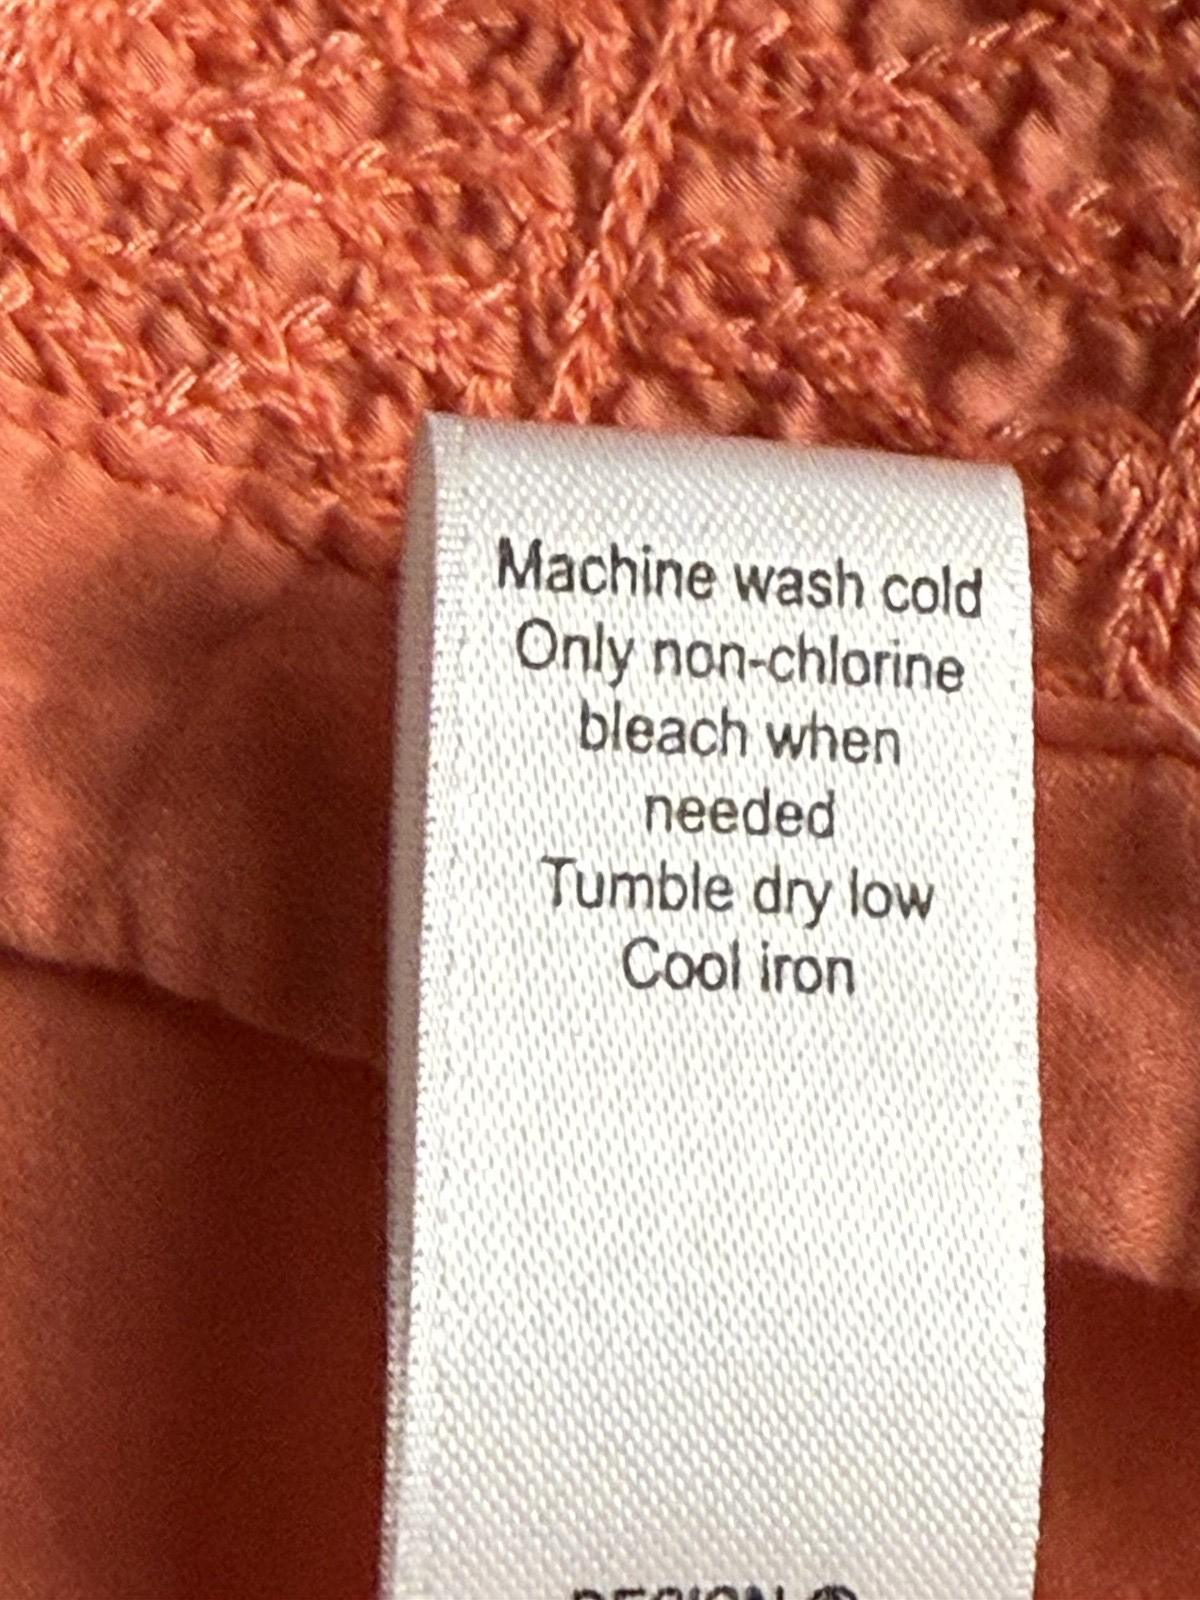 Machine wash cold
Only non-chlorine
bleach when
needed
Tumble dry low
Cool iron